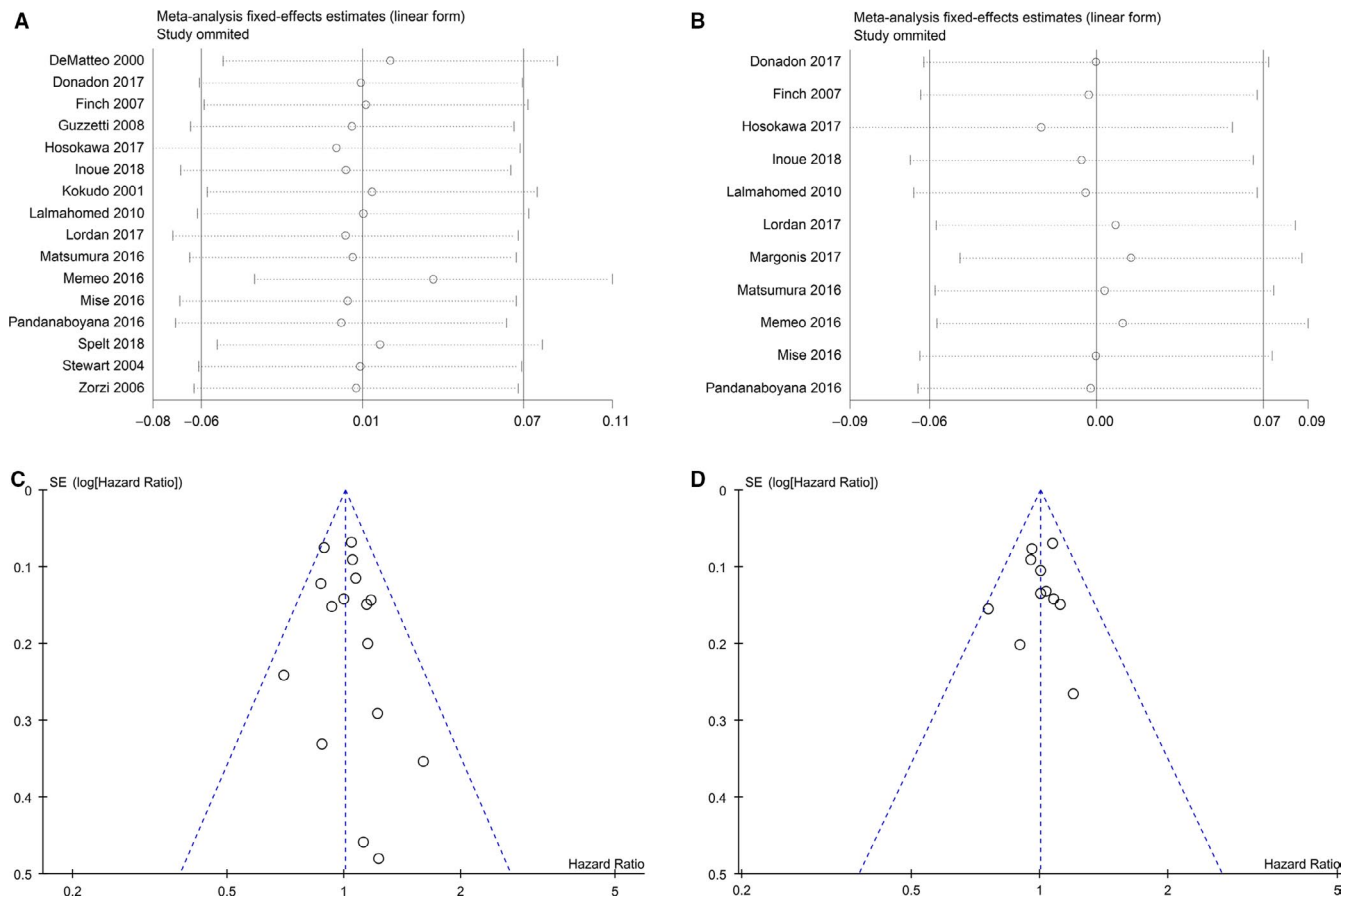 A
Meta-analysis fixed-effects estimates (linear form)
Study ommited
DeMatteo 2000
Donadon 2017
Finch 2007
Guzzetti 2008
Hosokawa 2017
Inoue 2018
Kokudo 2001
Lalmahomed 2010
Lordan 2017
Matsumura 2016
Memeo 2016
Mise 2016
Pandanaboyana 2016
Spelt 2018
Stewart 2004
Zorzi 2006
−0.08 −0.06 0.01 0.07 0.11
B
Meta-analysis fixed-effects estimates (linear form)
Study ommited
Donadon 2017
Finch 2007
Hosokawa 2017
Inoue 2018
Lalmahomed 2010
Lordan 2017
Margonis 2017
Matsumura 2016
Memeo 2016
Mise 2016
Pandanaboyana 2016
−0.09 −0.06 0.00 0.07 0.09
C
SE (log[Hazard Ratio])
0
0.1
0.2
0.3
0.4
0.5
Hazard Ratio
0.2 0.5 1 2 5
D
SE (log[Hazard Ratio])
0
0.1
0.2
0.3
0.4
0.5
Hazard Ratio
0.2 0.5 1 2 5